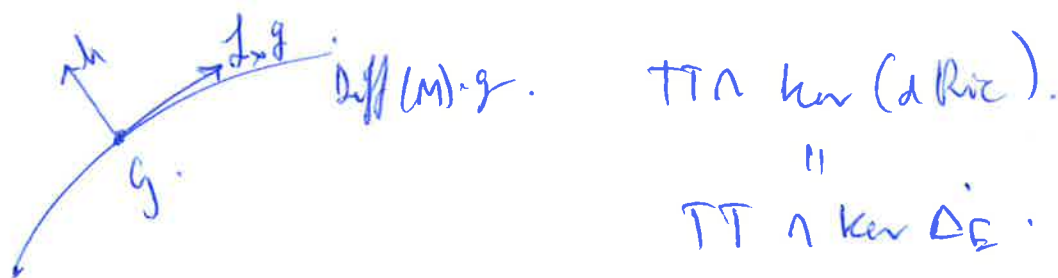 h
L_x g
Diff(M)·g.
g.
TT ∩ ker (d Ric).
"
TT ∩ ker Δ_E.